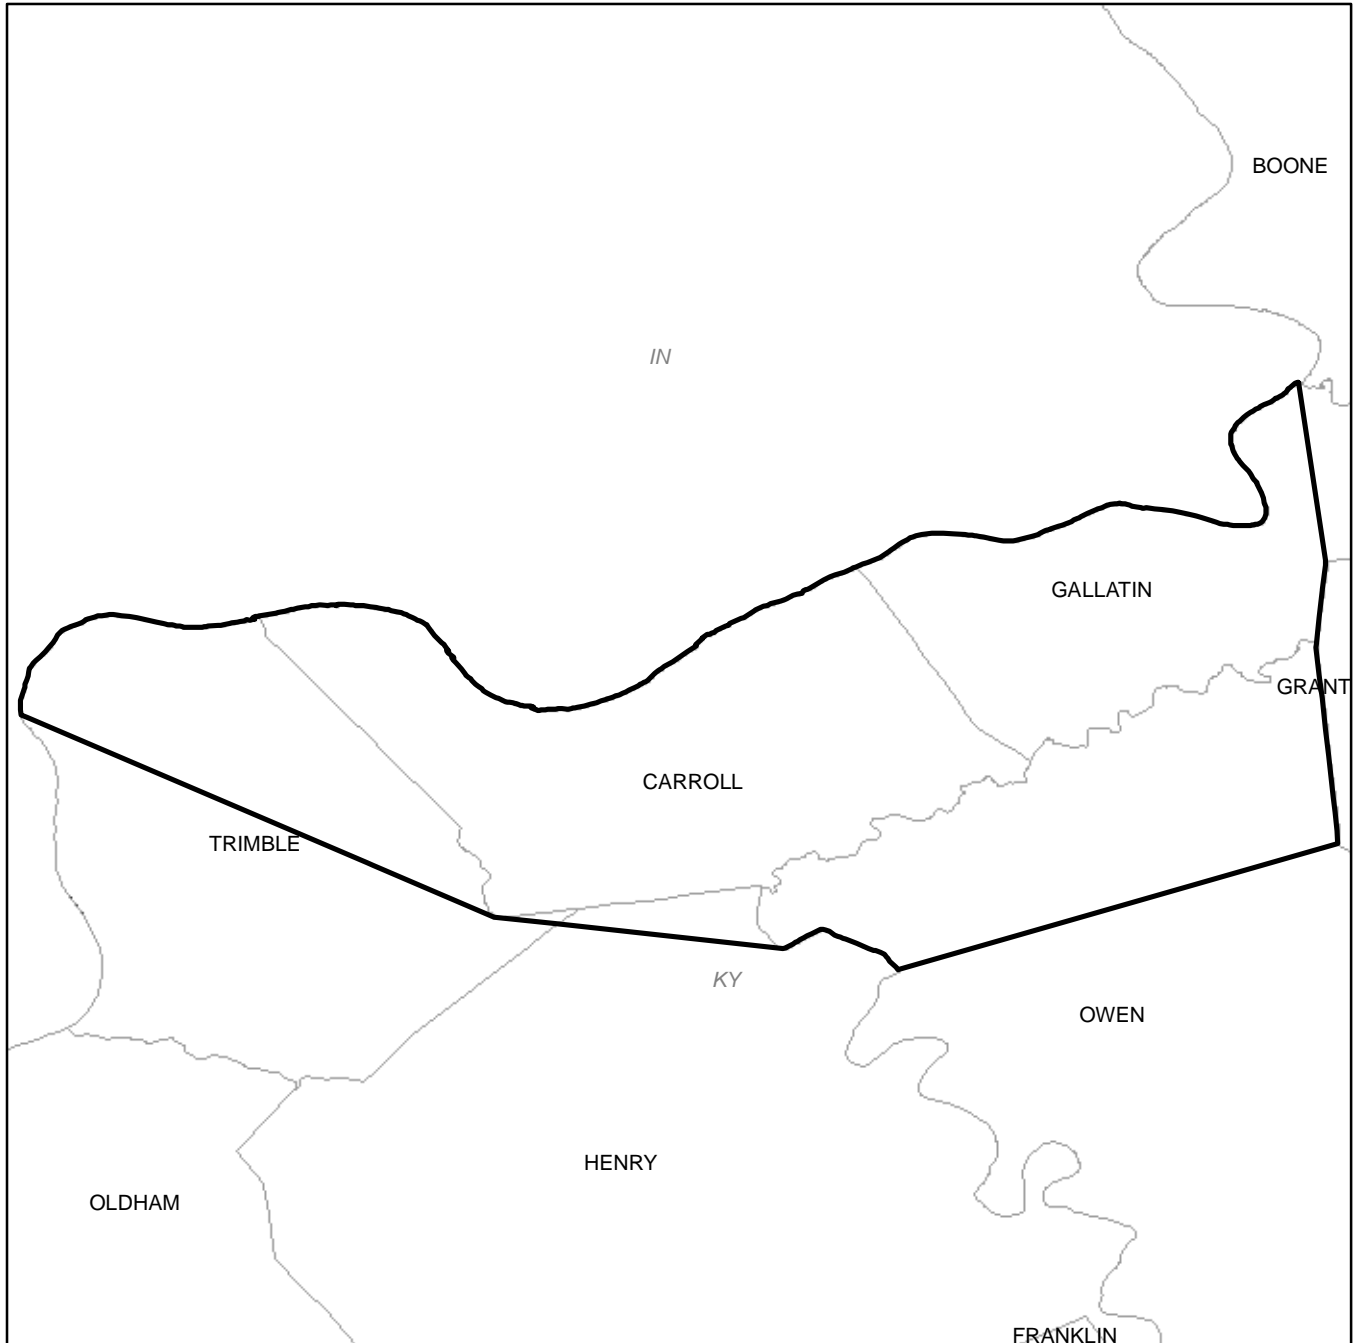 BOONE
IN
GALLATIN
GRANT
CARROLL
TRIMBLE
KY
OWEN
HENRY
OLDHAM
FRANKLIN